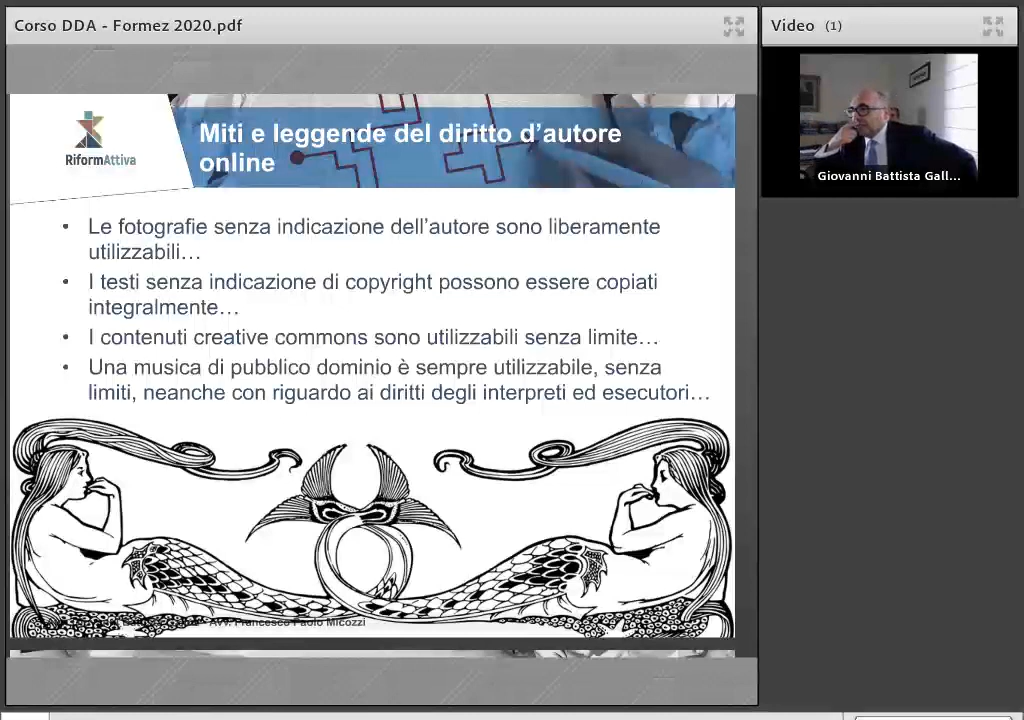 Corso DDA - Formez 2020.pdf
Video (1)
RiformAttiva
Miti e leggende del diritto d'autore
online
Giovanni Battista Gall...
• Le fotografie senza indicazione dell'autore sono liberamente
utilizzabili…
• I testi senza indicazione di copyright possono essere copiati
integralmente…
• I contenuti creative commons sono utilizzabili senza limite…
• Una musica di pubblico dominio è sempre utilizzabile, senza
limiti, neanche con riguardo ai diritti degli interpreti ed esecutori…
Avv. Francesco Paolo Micozzi